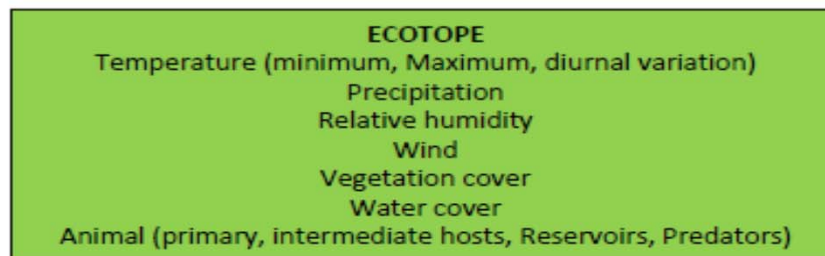 ECOTOPE
Temperature (minimum, Maximum, diurnal variation)
Precipitation
Relative humidity
Wind
Vegetation cover
Water cover
Animal (primary, intermediate hosts, Reservoirs, Predators)